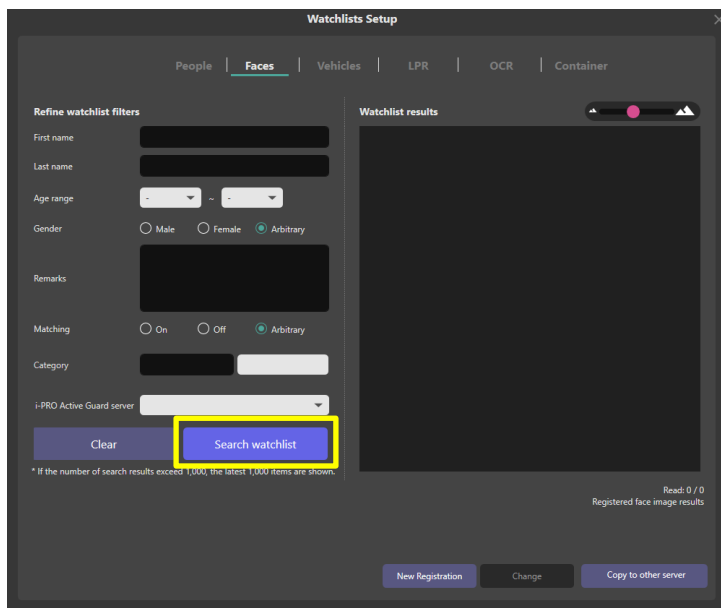 Watchlists Setup
People Faces Vehicles LPR OCR Container
Refine watchlist filters
First name
Last name
Age range - ~ -
Gender Male Female Arbitrary
Remarks
Matching On Off Arbitrary
Category
i-PRO Active Guard server
Clear Search watchlist
* If the number of search results exceed 1,000, the latest 1,000 items are shown.
Watchlist results
Read: 0 / 0
Registered face image results
New Registration Change Copy to other server